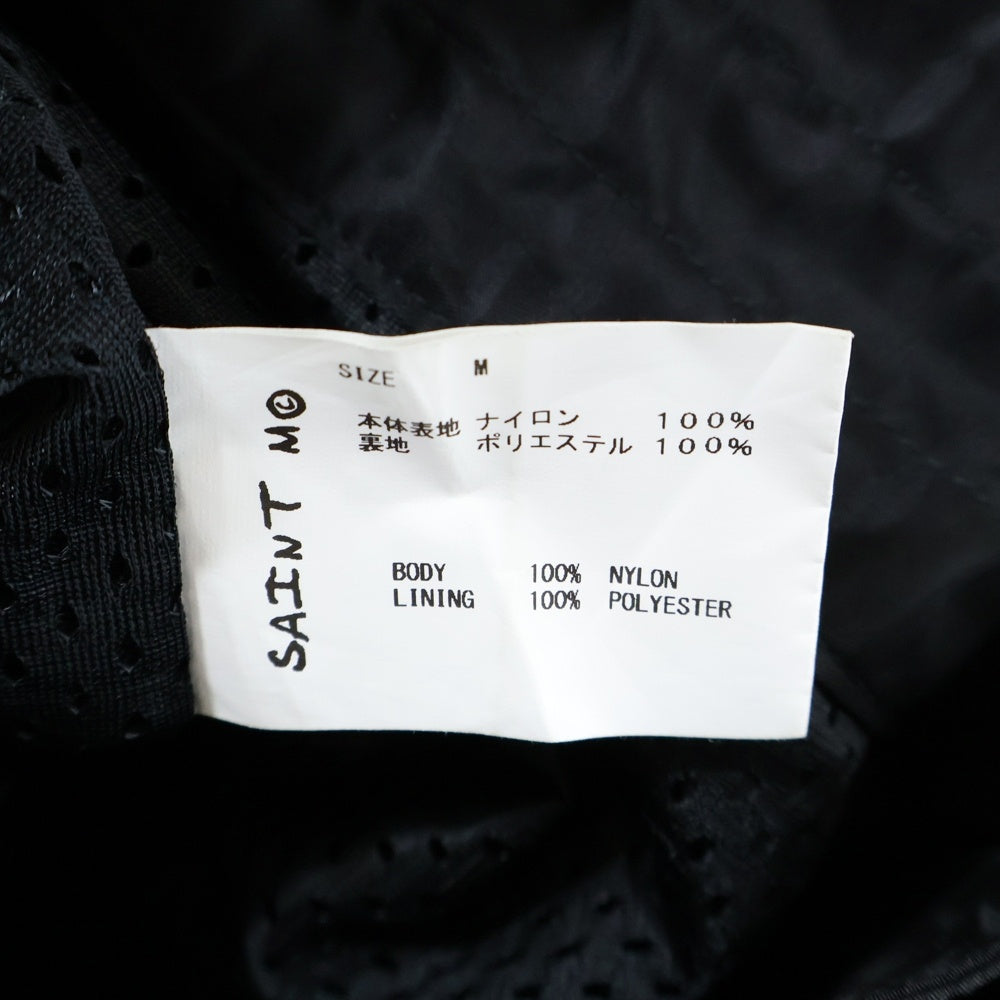 SAINT M©
SIZE M
本体表地 ナイロン 100%
裏地 ポリエステル 100%
BODY 100% NYLON
LINING 100% POLYESTER